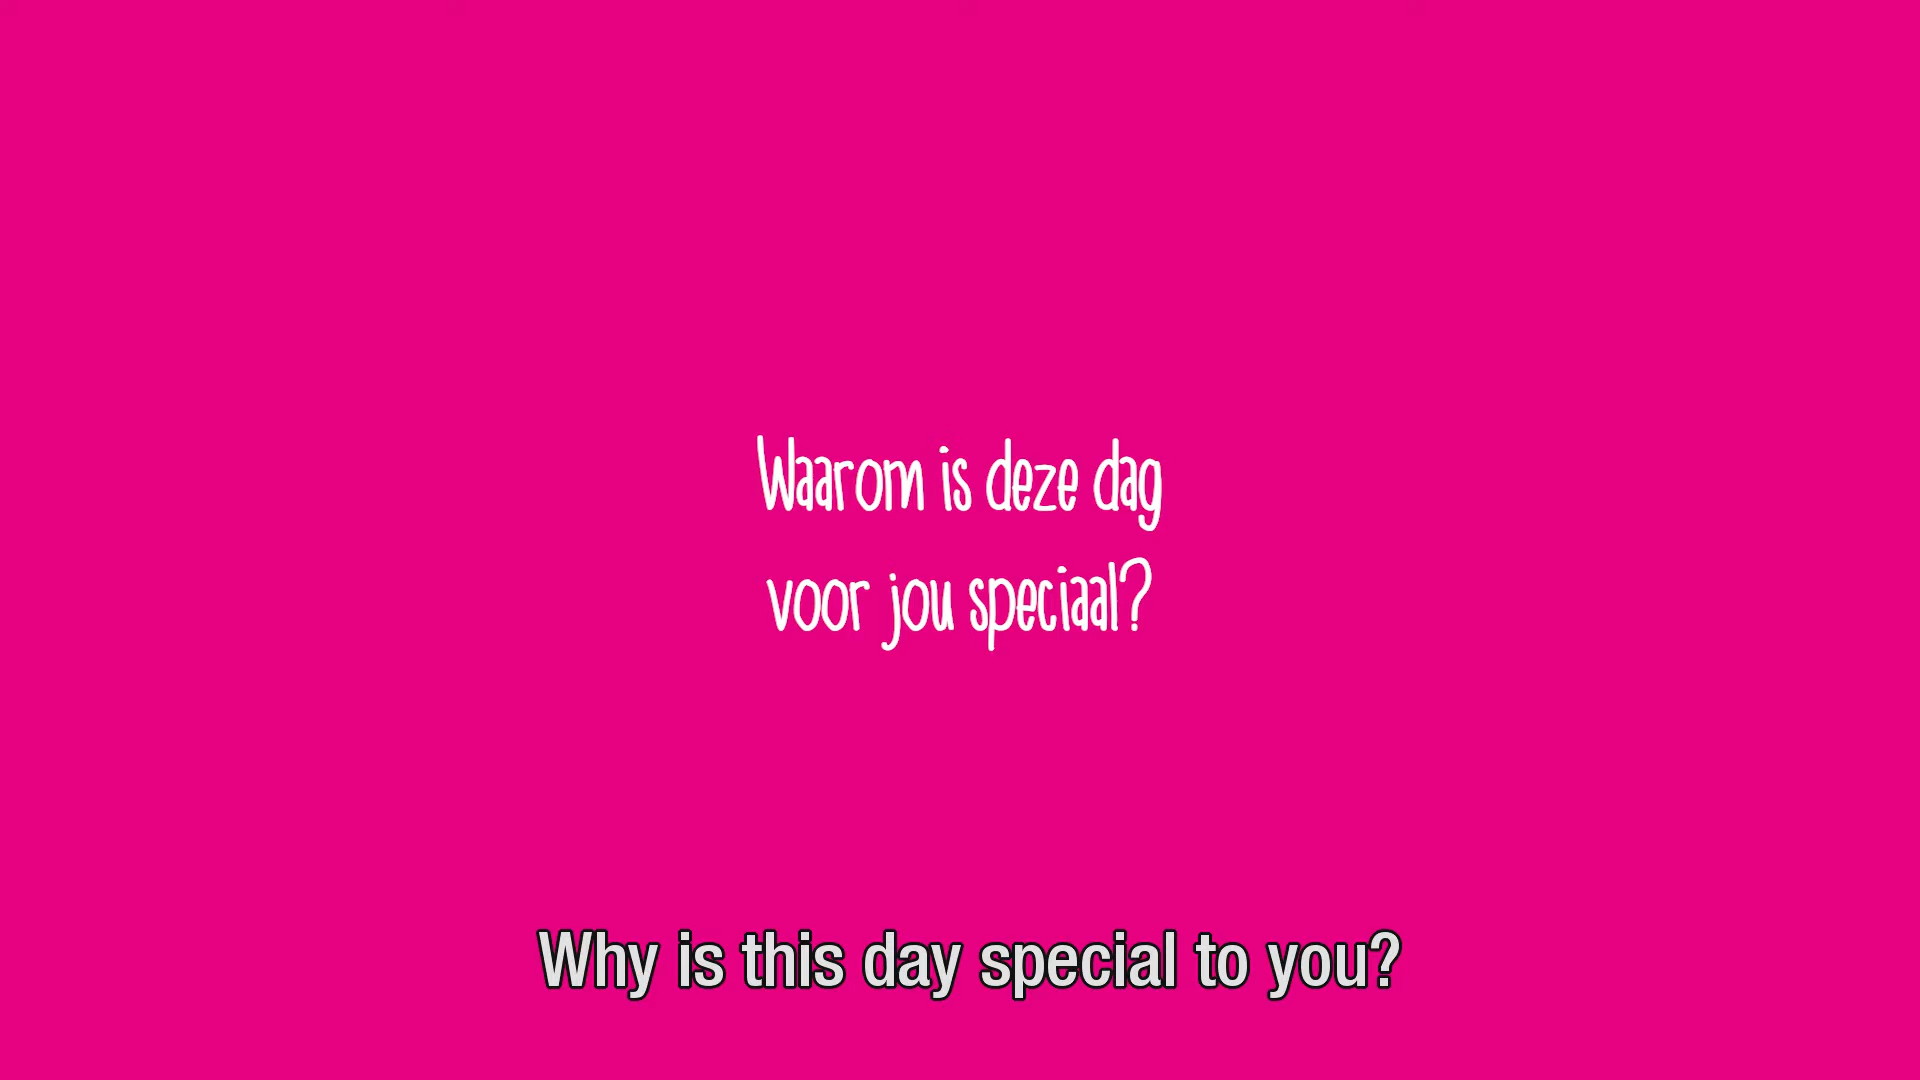 Waarom is deze dag
voor jou speciaal?
Why is this day special to you?